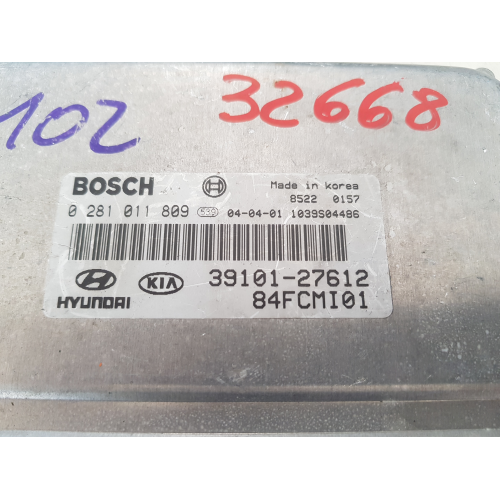 102
32668
BOSCH
Made in Korea
8522 0157
0 281 011 809 S39 04-04-01 1039S04486
HYUNDAI KIA 39101-27612
84FCMI01